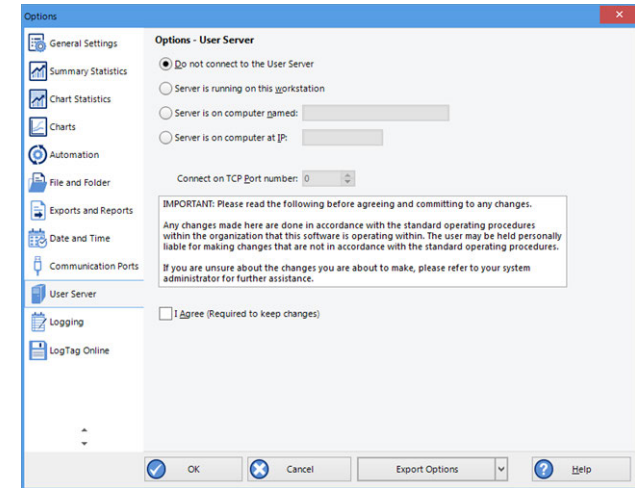 Options
General Settings
Summary Statistics
Chart Statistics
Charts
Automation
File and Folder
Exports and Reports
Date and Time
Communication Ports
User Server
Logging
LogTag Online
Options - User Server
Do not connect to the User Server
Server is running on this workstation
Server is on computer named:
Server is on computer at IP:
Connect on TCP Port number: 0
IMPORTANT: Please read the following before agreeing and committing to any changes.
Any changes made here are done in accordance with the standard operating procedures
within the organization that this software is operating within. The user may be held personally
liable for making changes that are not in accordance with the standard operating procedures.
If you are unsure about the changes you are about to make, please refer to your system
administrator for further assistance.
I Agree (Required to keep changes)
OK
Cancel
Export Options
Help